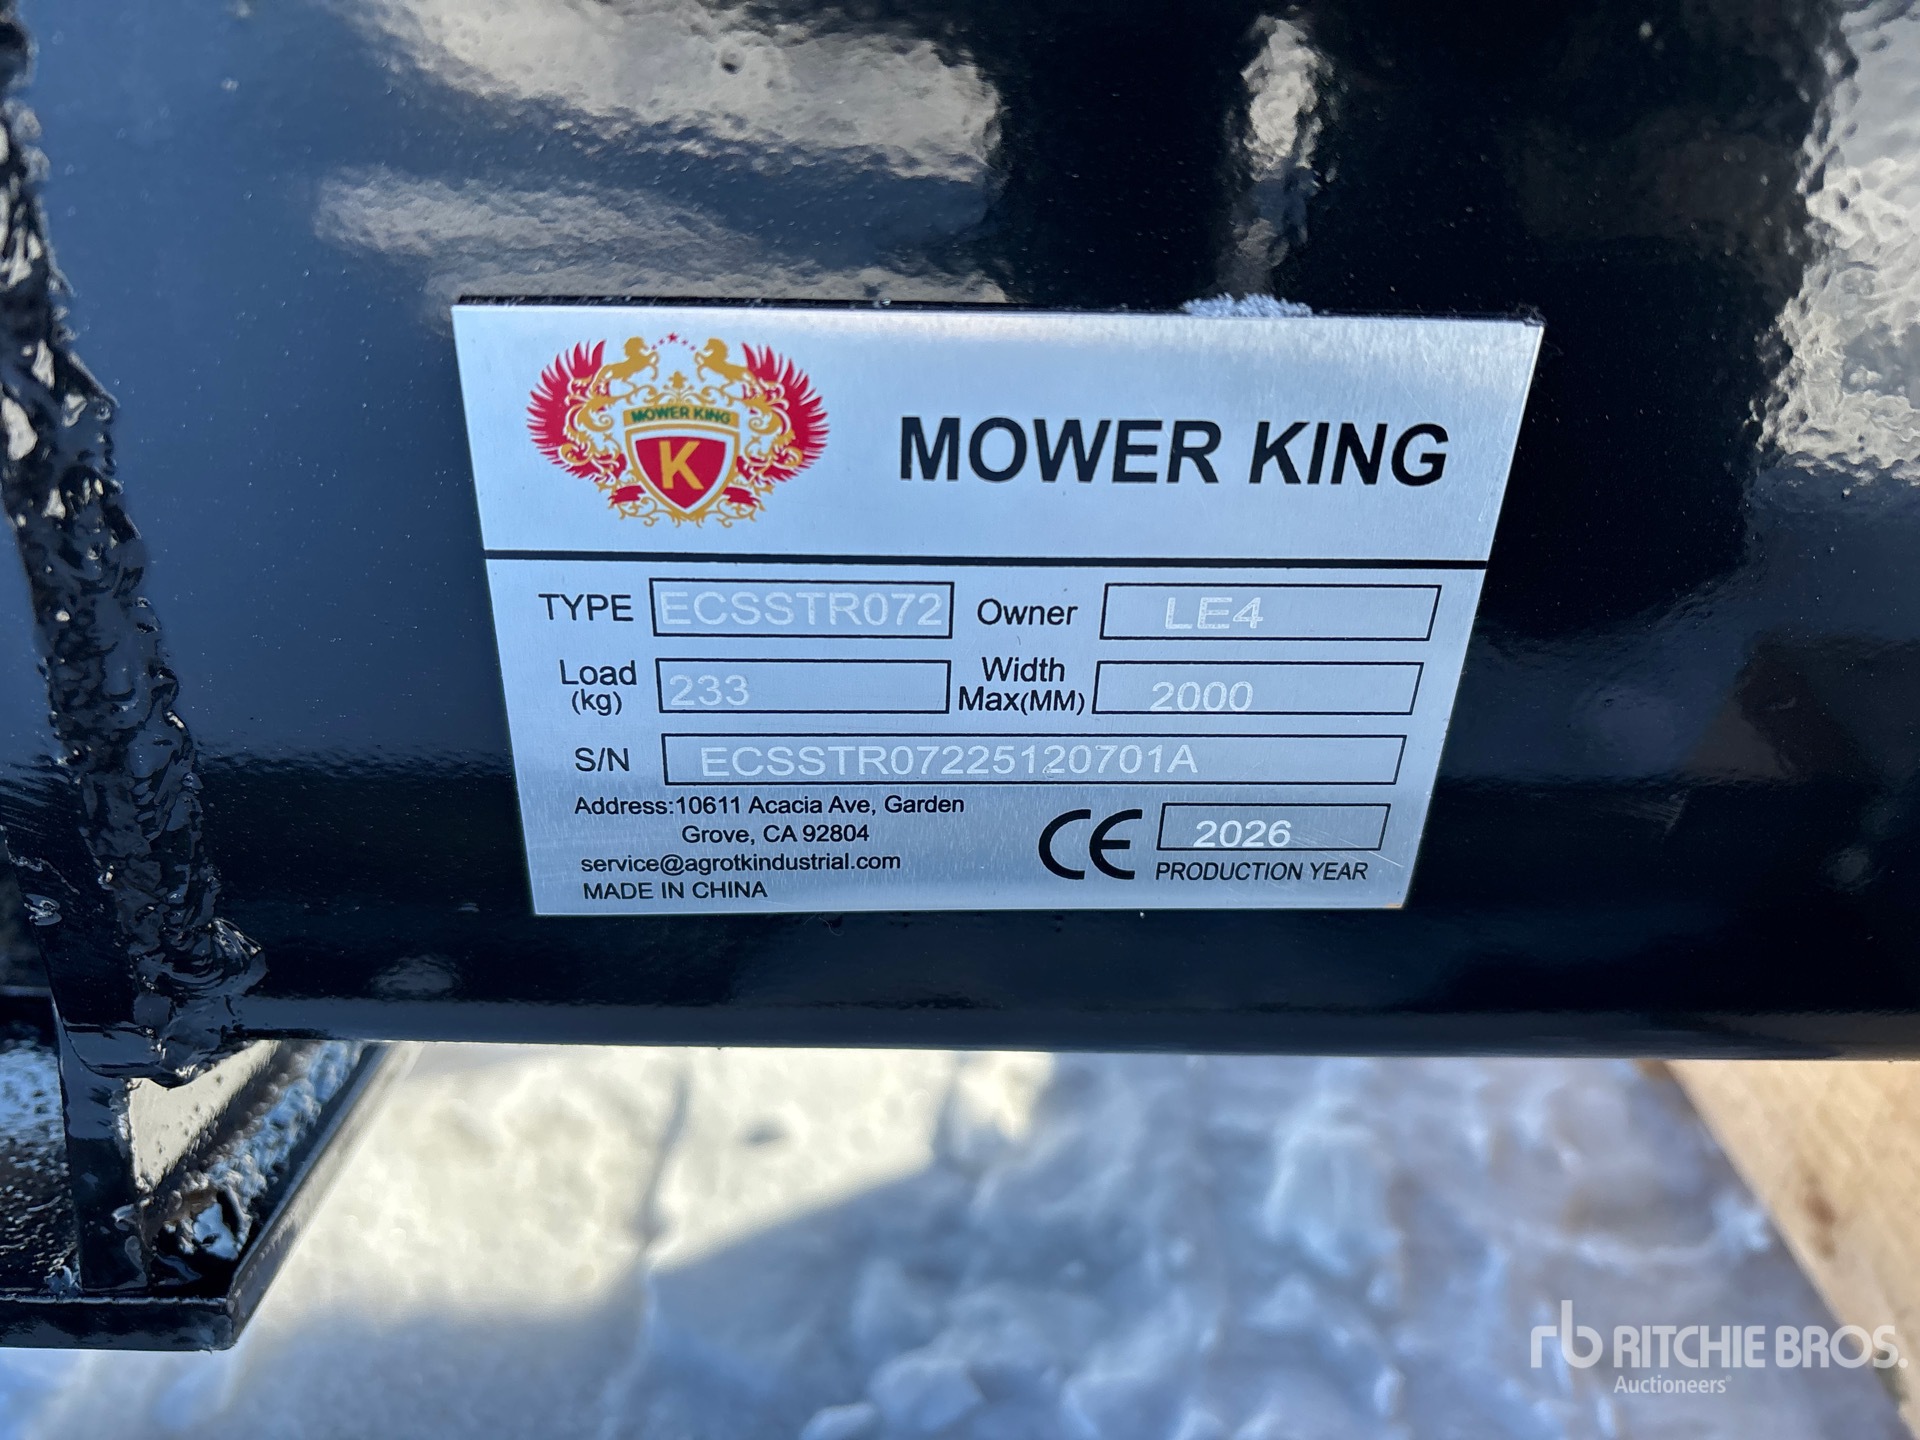 MOWER KING
K
MOWER KING
TYPE ECSSTR072 Owner LE4
Load (kg) 233 Width Max(MM) 2000
S/N ECSSTR07225120701A
Address:10611 Acacia Ave, Garden
Grove, CA 92804
service@agrotkindustrial.com
MADE IN CHINA
CE 2026
PRODUCTION YEAR
rb RITCHIE BROS.
Auctioneers